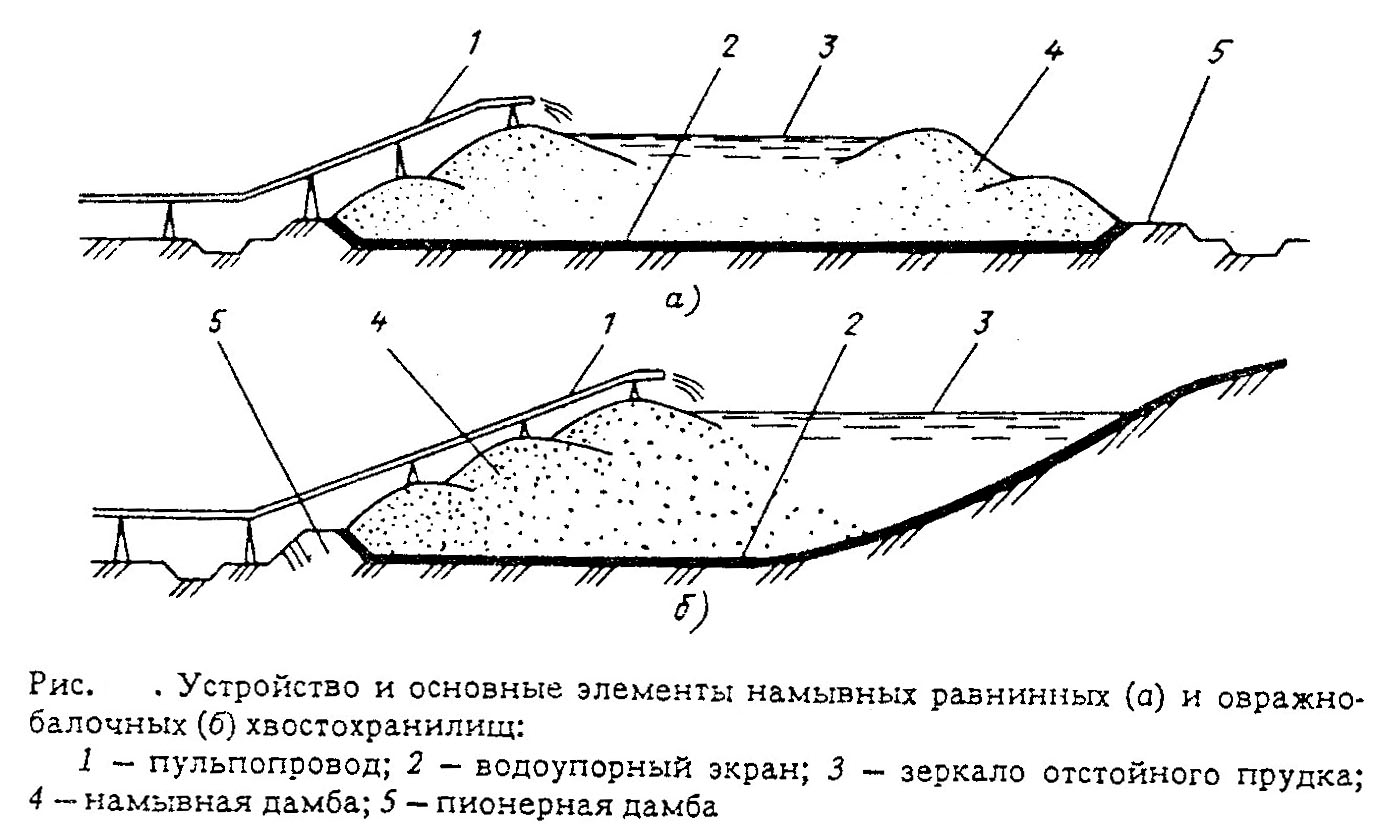 1 2 3 4 5
а)
5 4 1 2 3
б)
Рис. . Устройство и основные элементы намывных равнинных (а) и овражно-
балочных (б) хвостохранилищ:
1 — пульпопровод; 2 — водоупорный экран; 3 — зеркало отстойного прудка;
4 — намывная дамба; 5 — пионерная дамба